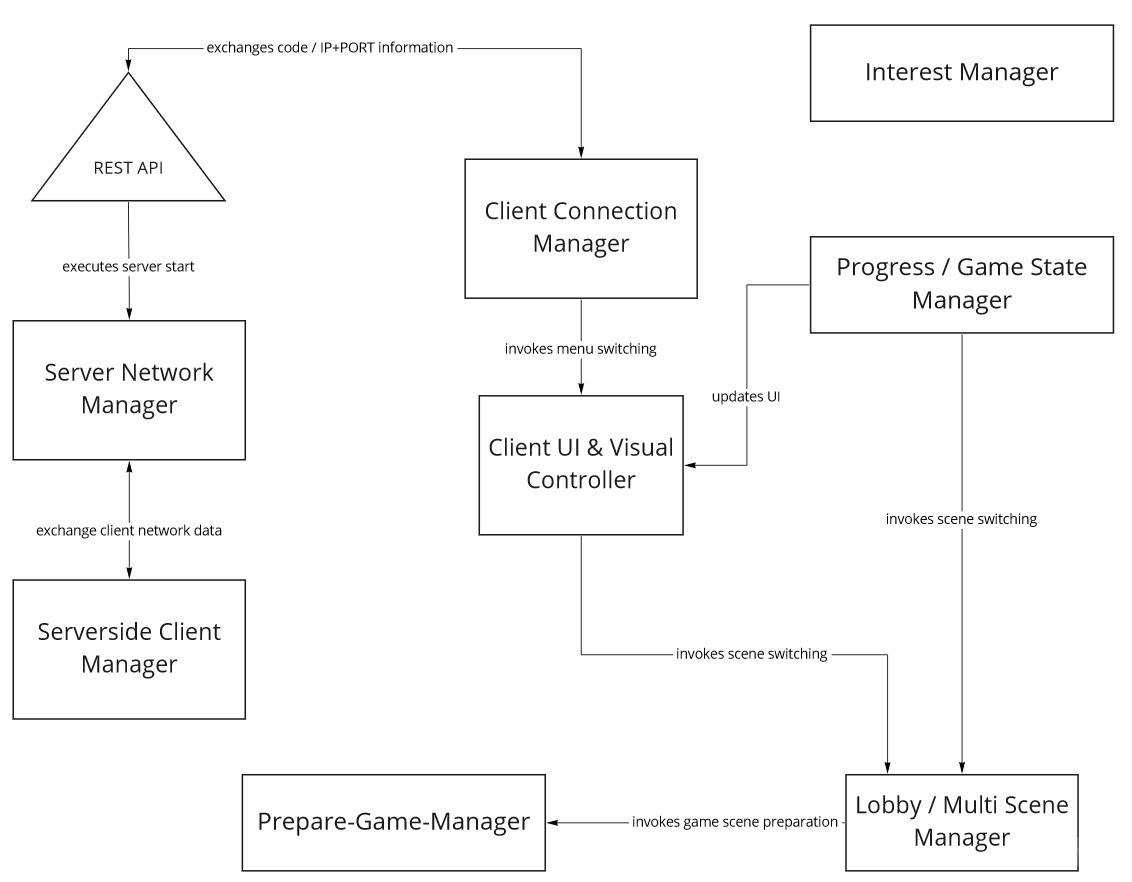 exchanges code / IP+PORT information
Interest Manager
REST API
Client Connection
Manager
Progress / Game State
Manager
executes server start
invokes menu switching
updates UI
Server Network
Manager
Client UI & Visual
Controller
exchange client network data
invokes scene switching
Serverside Client
Manager
invokes scene switching
Prepare-Game-Manager
invokes game scene preparation
Lobby / Multi Scene
Manager